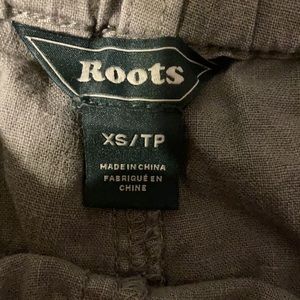 Roots
XS/TP
MADE IN CHINA
FABRIQUÉ EN
CHINE